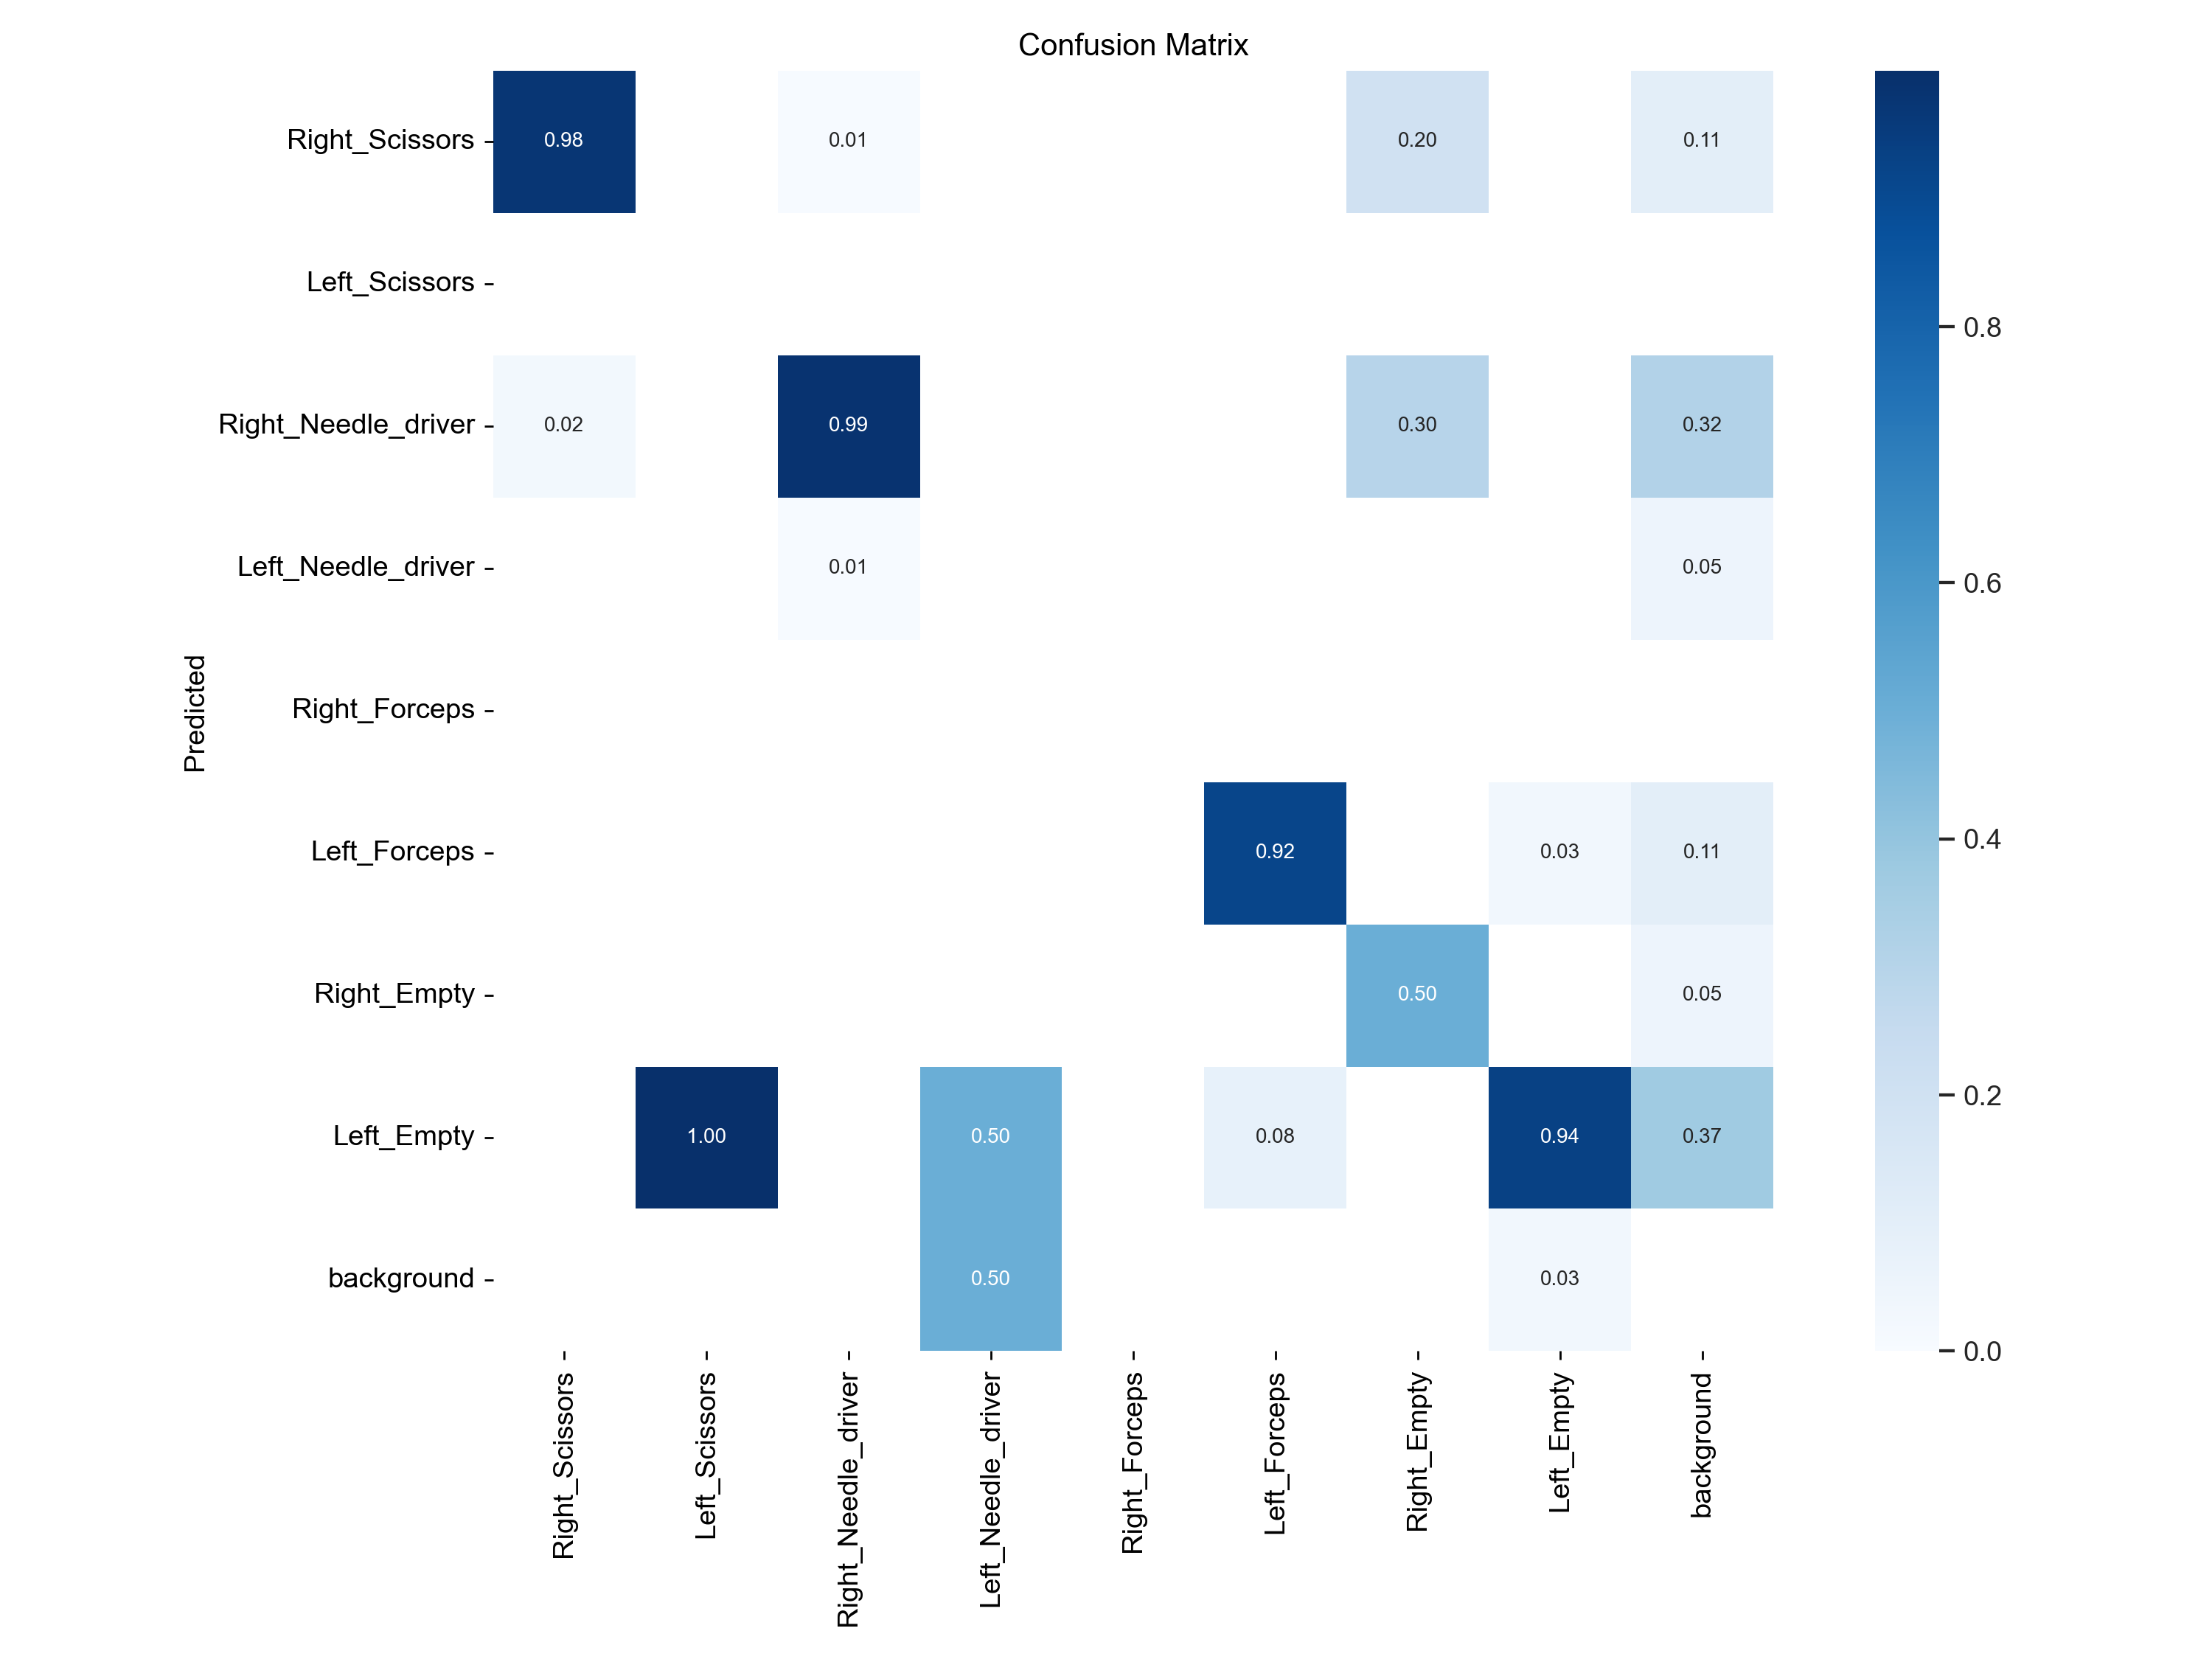 Confusion Matrix
Right_Scissors 0.98 0.01 0.20 0.11
Left_Scissors
0.8
Right_Needle_driver 0.02 0.99 0.30 0.32
Left_Needle_driver 0.01 0.05
0.6
Predicted
Right_Forceps
Left_Forceps 0.92 0.03 0.11
0.4
Right_Empty 0.50 0.05
0.2
Left_Empty 1.00 0.50 0.08 0.94 0.37
background 0.50 0.03
0.0
Right_Scissors
Left_Scissors
Right_Needle_driver
Left_Needle_driver
Right_Forceps
Left_Forceps
Right_Empty
Left_Empty
background